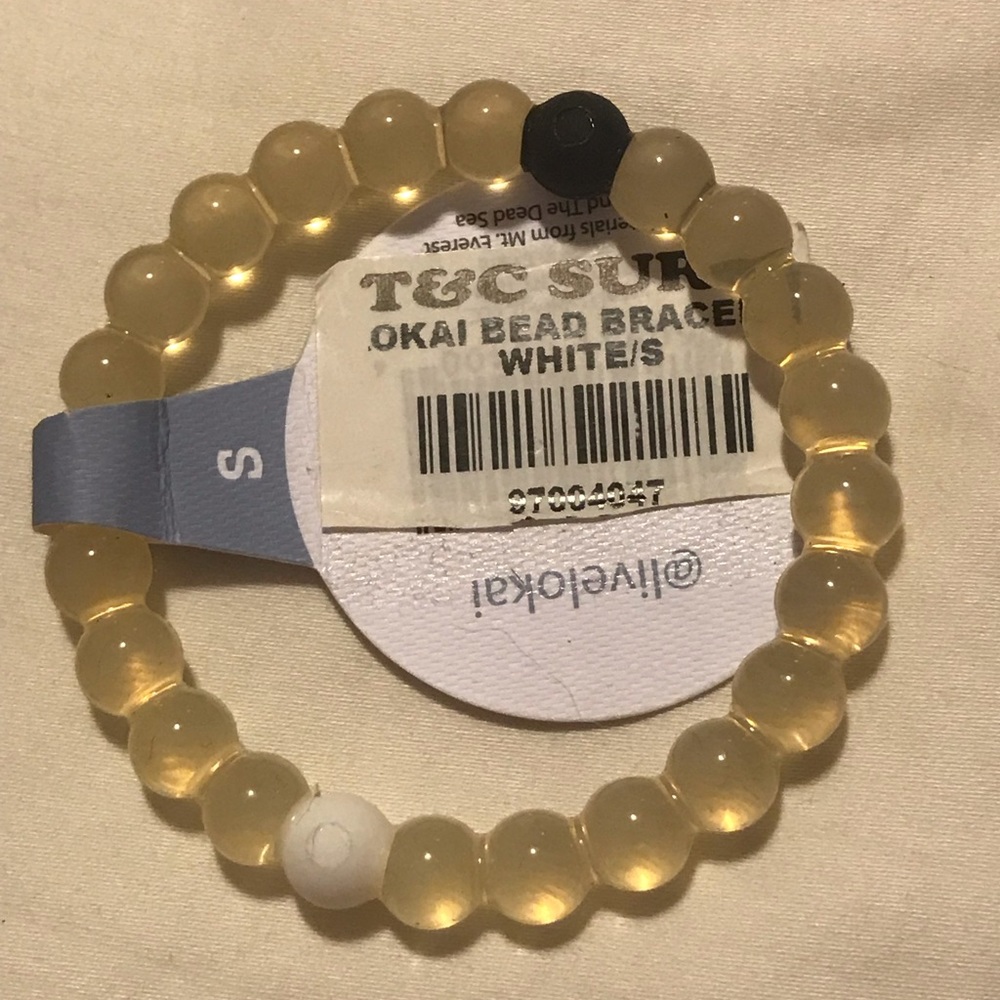 erials from Mt. Everest
nd The Dead Sea
T&C SUR
OKAI BEAD BRACE
WHITE/S
97004047
S
@livelokai